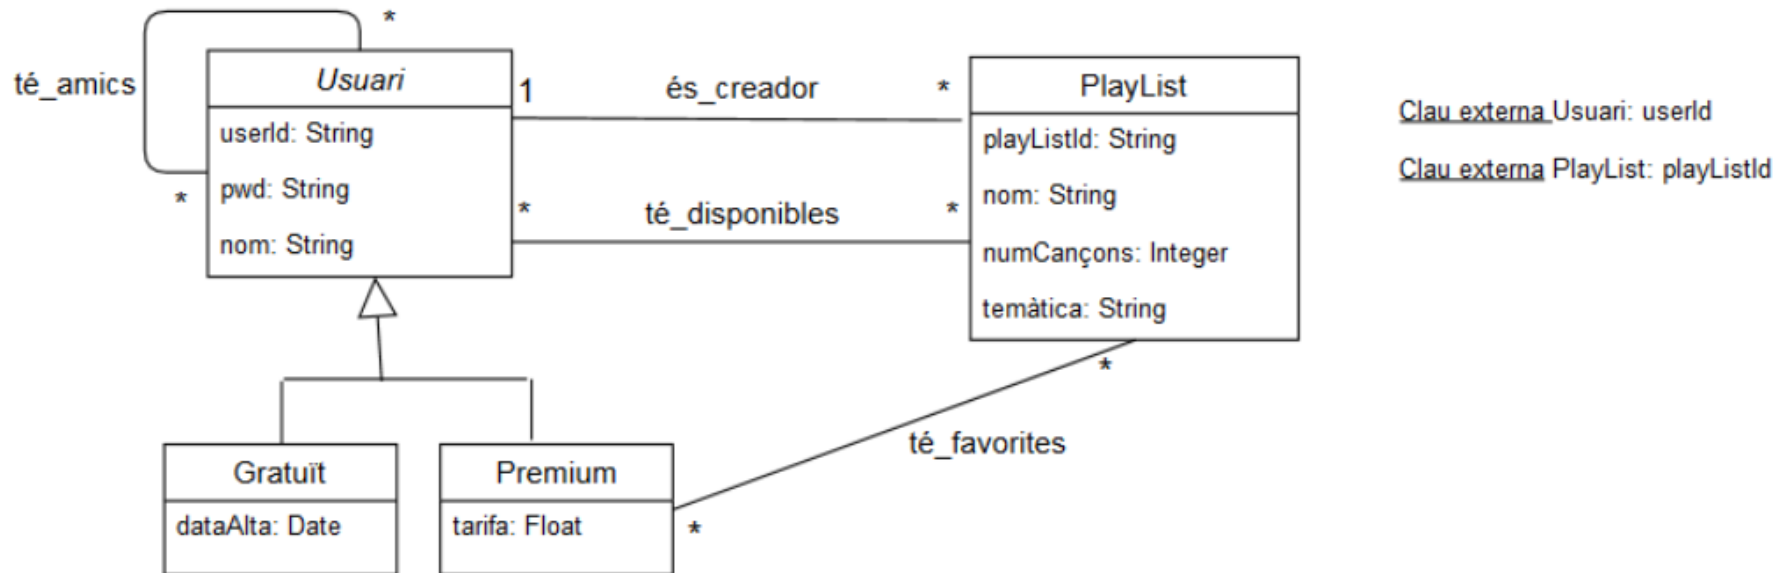 *
té_amics
Usuari
1
és_creador
*
PlayList
userId: String
pwd: String
nom: String
*
*
té_disponibles
*
playListId: String
nom: String
numCançons: Integer
temàtica: String
Clau externa Usuari: userId
Clau externa PlayList: playListId
*
té_favorites
*
Gratuït
dataAlta: Date
Premium
tarifa: Float